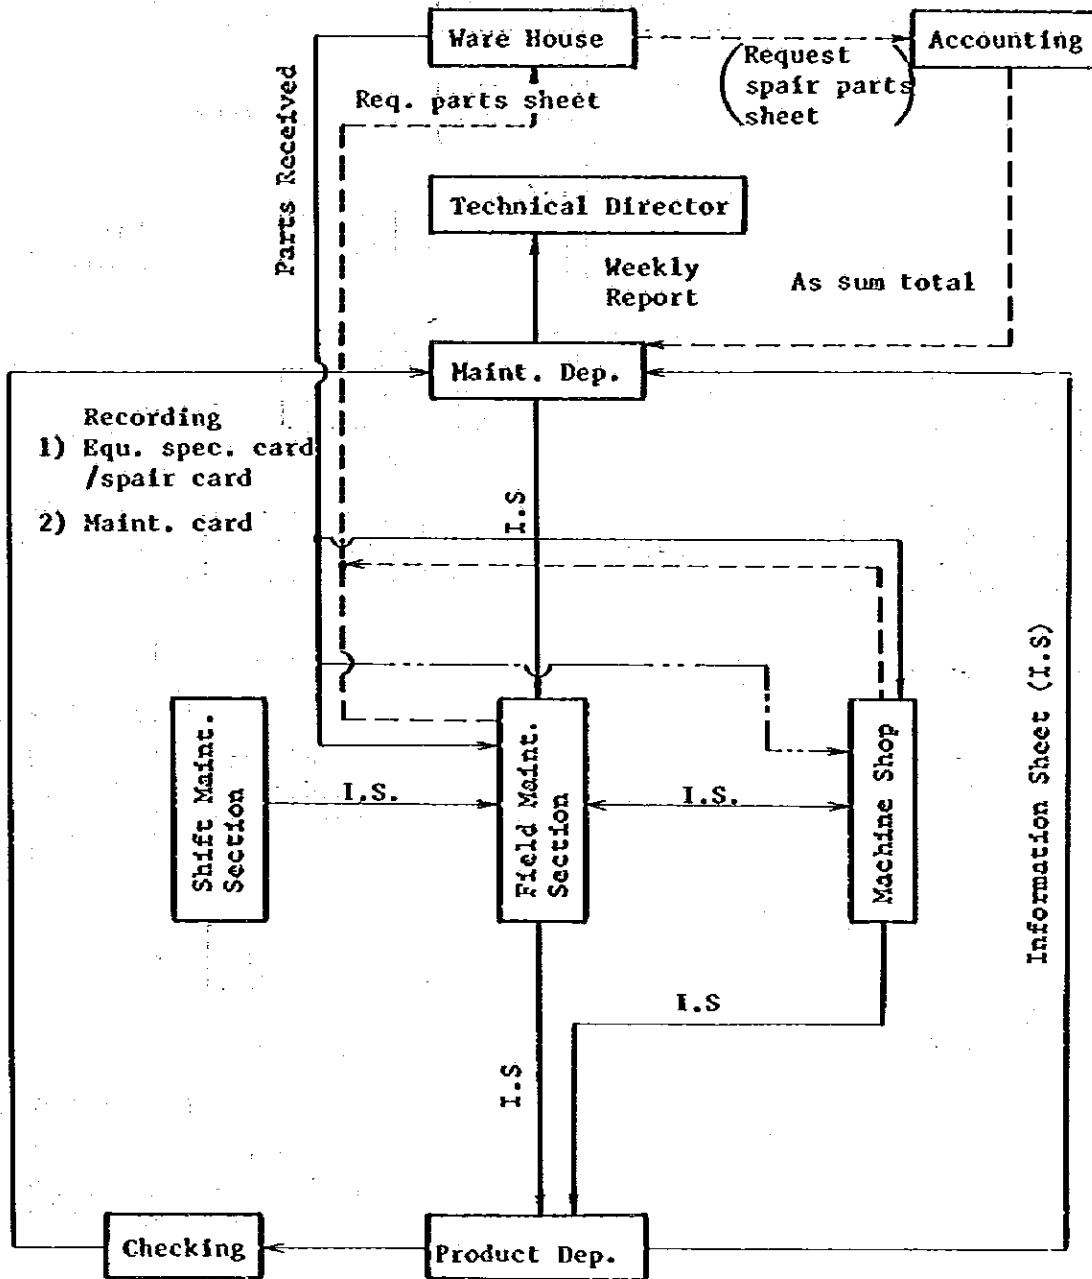 Ware House
Accounting
(Request
spair parts
sheet)
Req. parts sheet
Parts Received
Technical Director
Weekly
Report
As sum total
Maint. Dep.
Recording
1) Equ. spec. card
/spair card
2) Maint. card
I.S
Information Sheet (I.S)
Shift Maint.
Section
I.S.
Field Maint.
Section
I.S.
Machine Shop
I.S
I.S
Checking
Product Dep.